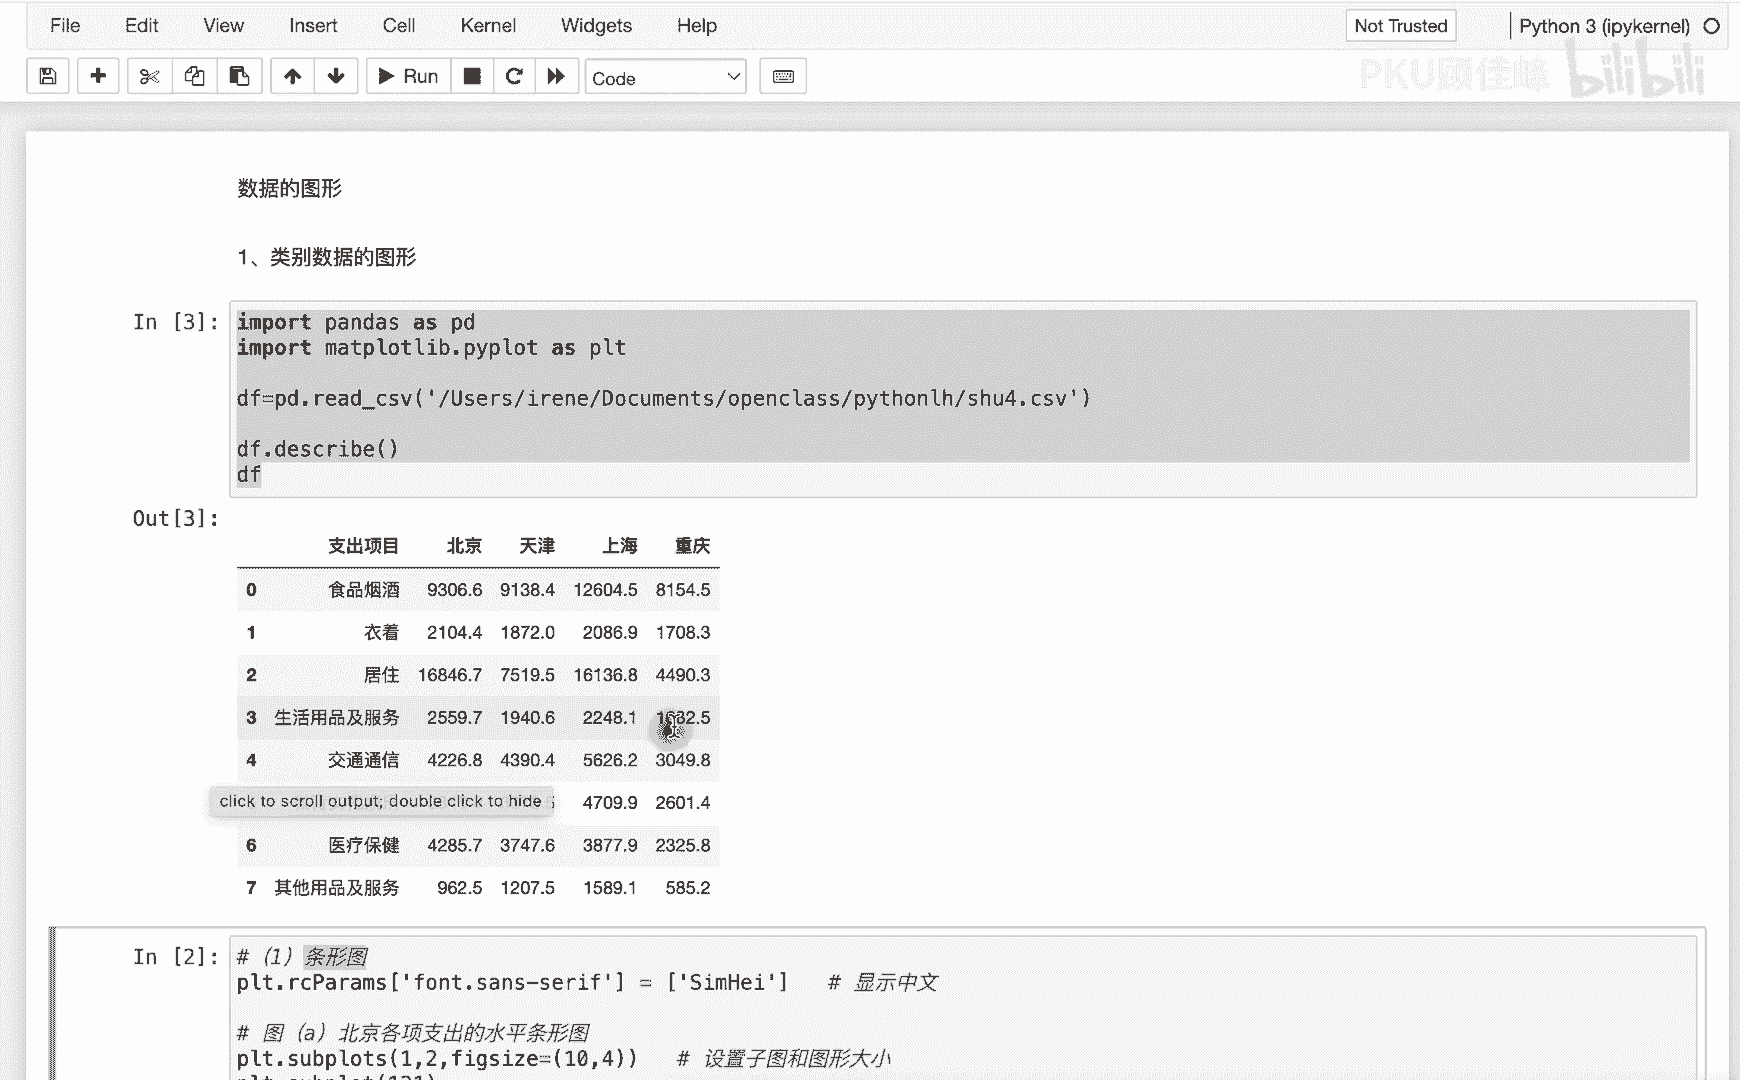 File Edit View Insert Cell Kernel Widgets Help Not Trusted Python 3 (ipykernel)
Run Code
PKU顾佳峰 bilibili
数据的图形
1、类别数据的图形
In [3]: import pandas as pd
import matplotlib.pyplot as plt
df=pd.read_csv('/Users/irene/Documents/openclass/pythonlh/shu4.csv')
df.describe()
df
Out[3]:
支出项目 北京 天津 上海 重庆
0 食品烟酒 9306.6 9138.4 12604.5 8154.5
1 衣着 2104.4 1872.0 2086.9 1708.3
2 居住 16846.7 7519.5 16136.8 4490.3
3 生活用品及服务 2559.7 1940.6 2248.1
4 交通通信 4226.8 4390.4 5626.2 3049.8
click to scroll output; double click to hide 4709.9 2601.4
6 医疗保健 4285.7 3747.6 3877.9 2325.8
7 其他用品及服务 962.5 1207.5 1589.1 585.2
In [2]: # (1) 条形图
plt.rcParams['font.sans-serif'] = ['SimHei'] # 显示中文
# 图 (a) 北京各项支出的水平条形图
plt.subplots(1,2,figsize=(10,4)) # 设置子图和图形大小